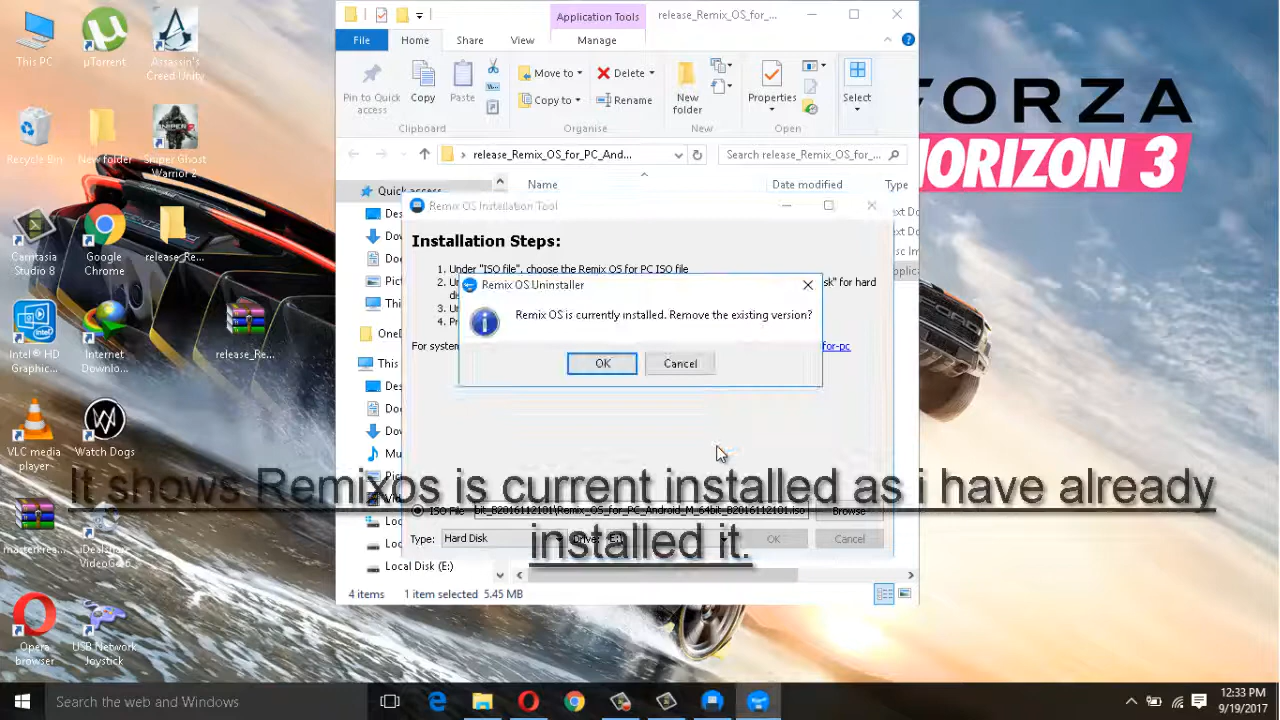 This PC
µTorrent
Assassin's
Creed Unity
Recycle Bin
New folder
Sniper Ghost
Warrior 2
Camtasia
Studio 8
Google
Chrome
release_Re...
Intel® HD
Graphic...
Internet
Downlo...
release_Re...
VLC media
player
Watch Dogs
Opera
browser
USB Network
Joystick
Application Tools
release_Remix_OS_for_...
File
Home
Share
View
Manage
Pin to Quick
access
Copy
Paste
Move to
Copy to
Delete
Rename
New
folder
Properties
Select
Clipboard
Organise
New
Open
release_Remix_OS_for_PC_And...
Search release_Remix_OS_for_...
Name
Date modified
Type
Quick access
Remix OS Installation Tool
Installation Steps:
1. Under "ISO file", choose the Remix OS for PC ISO file
Remix OS Uninstaller
Remix OS is currently installed. Remove the existing version?
OK
Cancel
for-pc
It shows Remixos is current installed as i have already
installed it.
ISO File
bit_B2016112101\Remix_OS_for_PC_Android_M_64bit_B2016112101.iso
Browse
Type:
Hard Disk
Drive:
E:\
OK
Cancel
Local Disk (E:)
4 items
1 item selected 5.45 MB
FORZA
HORIZON 3
Search the web and Windows
12:33 PM
9/19/2017